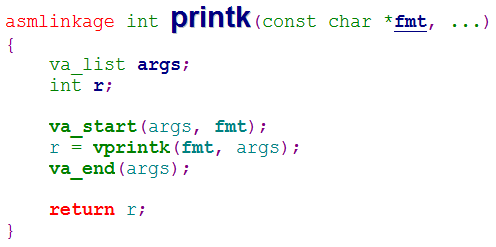 asmlinkage int printk(const char *fmt, ...)
{
    va_list args;
    int r;

    va_start(args, fmt);
    r = vprintk(fmt, args);
    va_end(args);

    return r;
}